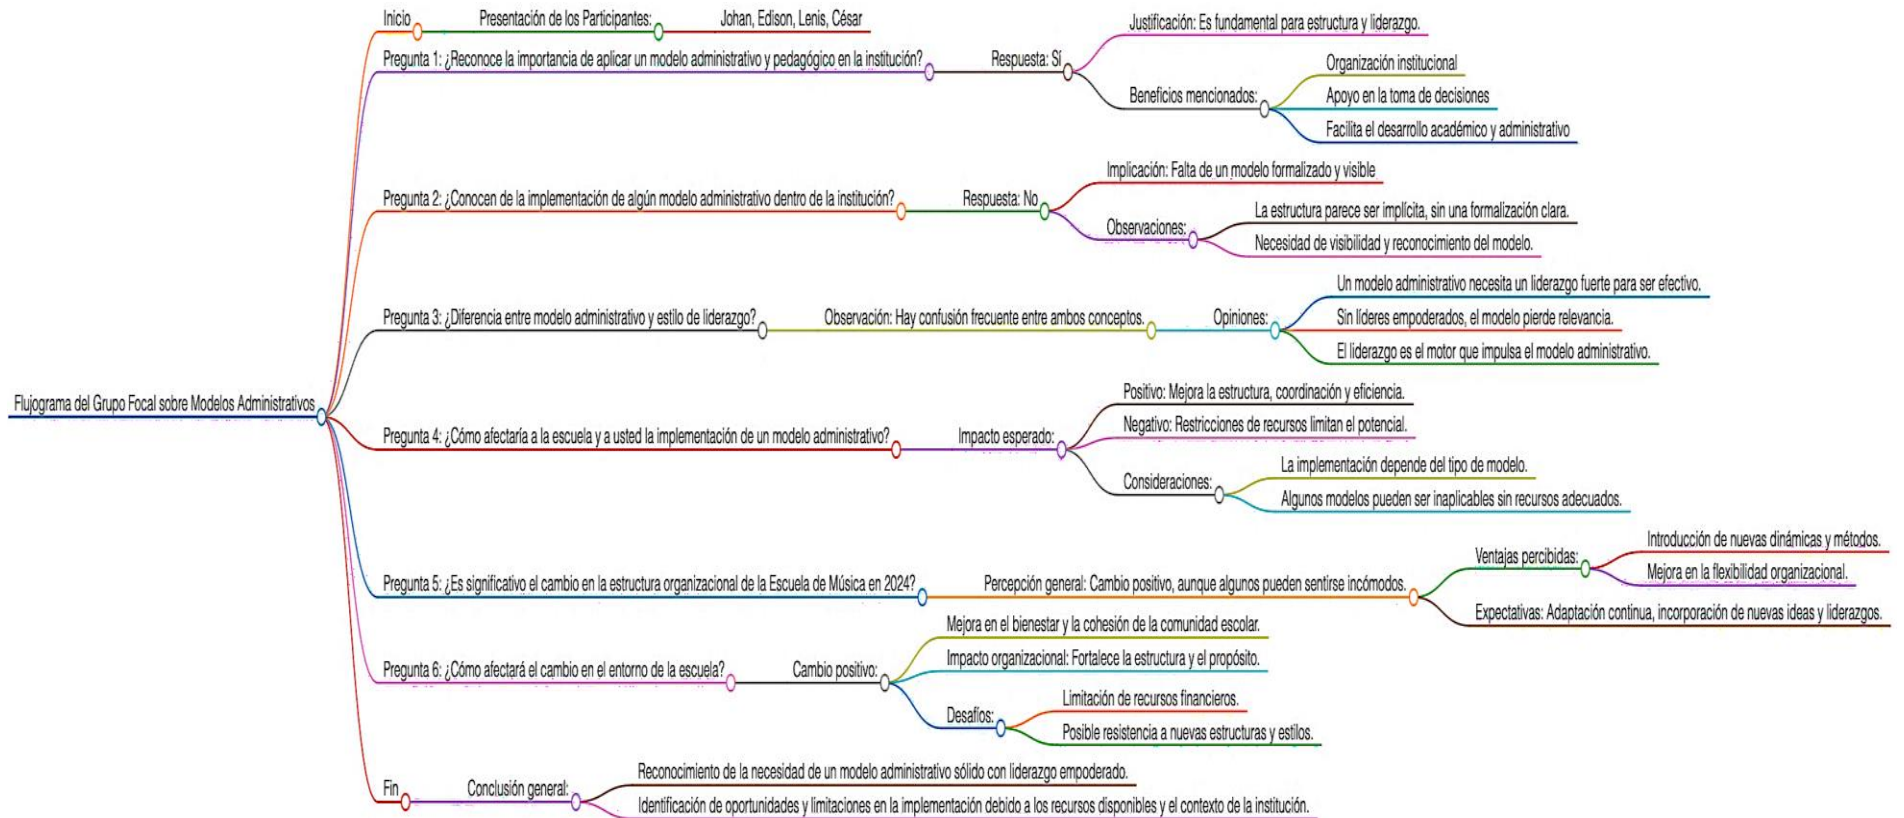 Inicio
Presentación de los Participantes:
Johan, Edison, Lenis, César
Pregunta 1: ¿Reconoce la importancia de aplicar un modelo administrativo y pedagógico en la institución?
Respuesta: Sí
Justificación: Es fundamental para estructura y liderazgo.
Beneficios mencionados:
Organización institucional
Apoyo en la toma de decisiones
Facilita el desarrollo académico y administrativo
Pregunta 2: ¿Conocen de la implementación de algún modelo administrativo dentro de la institución?
Respuesta: No
Implicación: Falta de un modelo formalizado y visible
Observaciones:
La estructura parece ser implícita, sin una formalización clara.
Necesidad de visibilidad y reconocimiento del modelo.
Pregunta 3: ¿Diferencia entre modelo administrativo y estilo de liderazgo?
Observación: Hay confusión frecuente entre ambos conceptos.
Opiniones:
Un modelo administrativo necesita un liderazgo fuerte para ser efectivo.
Sin líderes empoderados, el modelo pierde relevancia.
El liderazgo es el motor que impulsa el modelo administrativo.
Flujograma del Grupo Focal sobre Modelos Administrativos
Pregunta 4: ¿Cómo afectaría a la escuela y a usted la implementación de un modelo administrativo?
Impacto esperado:
Positivo: Mejora la estructura, coordinación y eficiencia.
Negativo: Restricciones de recursos limitan el potencial.
Consideraciones:
La implementación depende del tipo de modelo.
Algunos modelos pueden ser inaplicables sin recursos adecuados.
Pregunta 5: ¿Es significativo el cambio en la estructura organizacional de la Escuela de Música en 2024?
Percepción general: Cambio positivo, aunque algunos pueden sentirse incómodos.
Ventajas percibidas:
Introducción de nuevas dinámicas y métodos.
Mejora en la flexibilidad organizacional.
Expectativas: Adaptación continua, incorporación de nuevas ideas y liderazgos.
Pregunta 6: ¿Cómo afectará el cambio en el entorno de la escuela?
Cambio positivo:
Mejora en el bienestar y la cohesión de la comunidad escolar.
Impacto organizacional: Fortalece la estructura y el propósito.
Desafíos:
Limitación de recursos financieros.
Posible resistencia a nuevas estructuras y estilos.
Fin
Conclusión general:
Reconocimiento de la necesidad de un modelo administrativo sólido con liderazgo empoderado.
Identificación de oportunidades y limitaciones en la implementación debido a los recursos disponibles y el contexto de la institución.